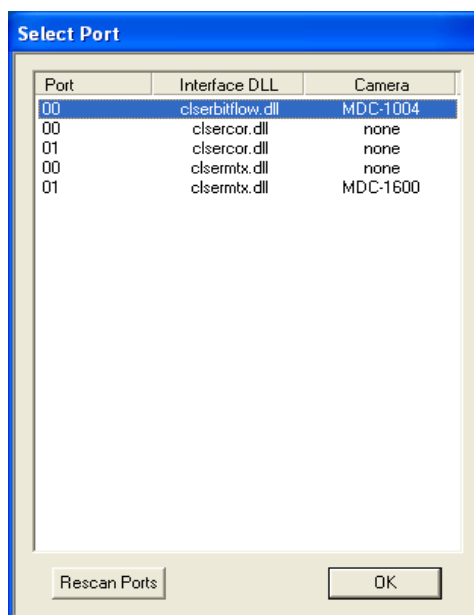 Select Port
Port Interface DLL Camera
00 clserbitflow.dll MDC-1004
00 clsercor.dll none
01 clsercor.dll none
00 clsermtx.dll none
01 clsermtx.dll MDC-1600
Rescan Ports OK